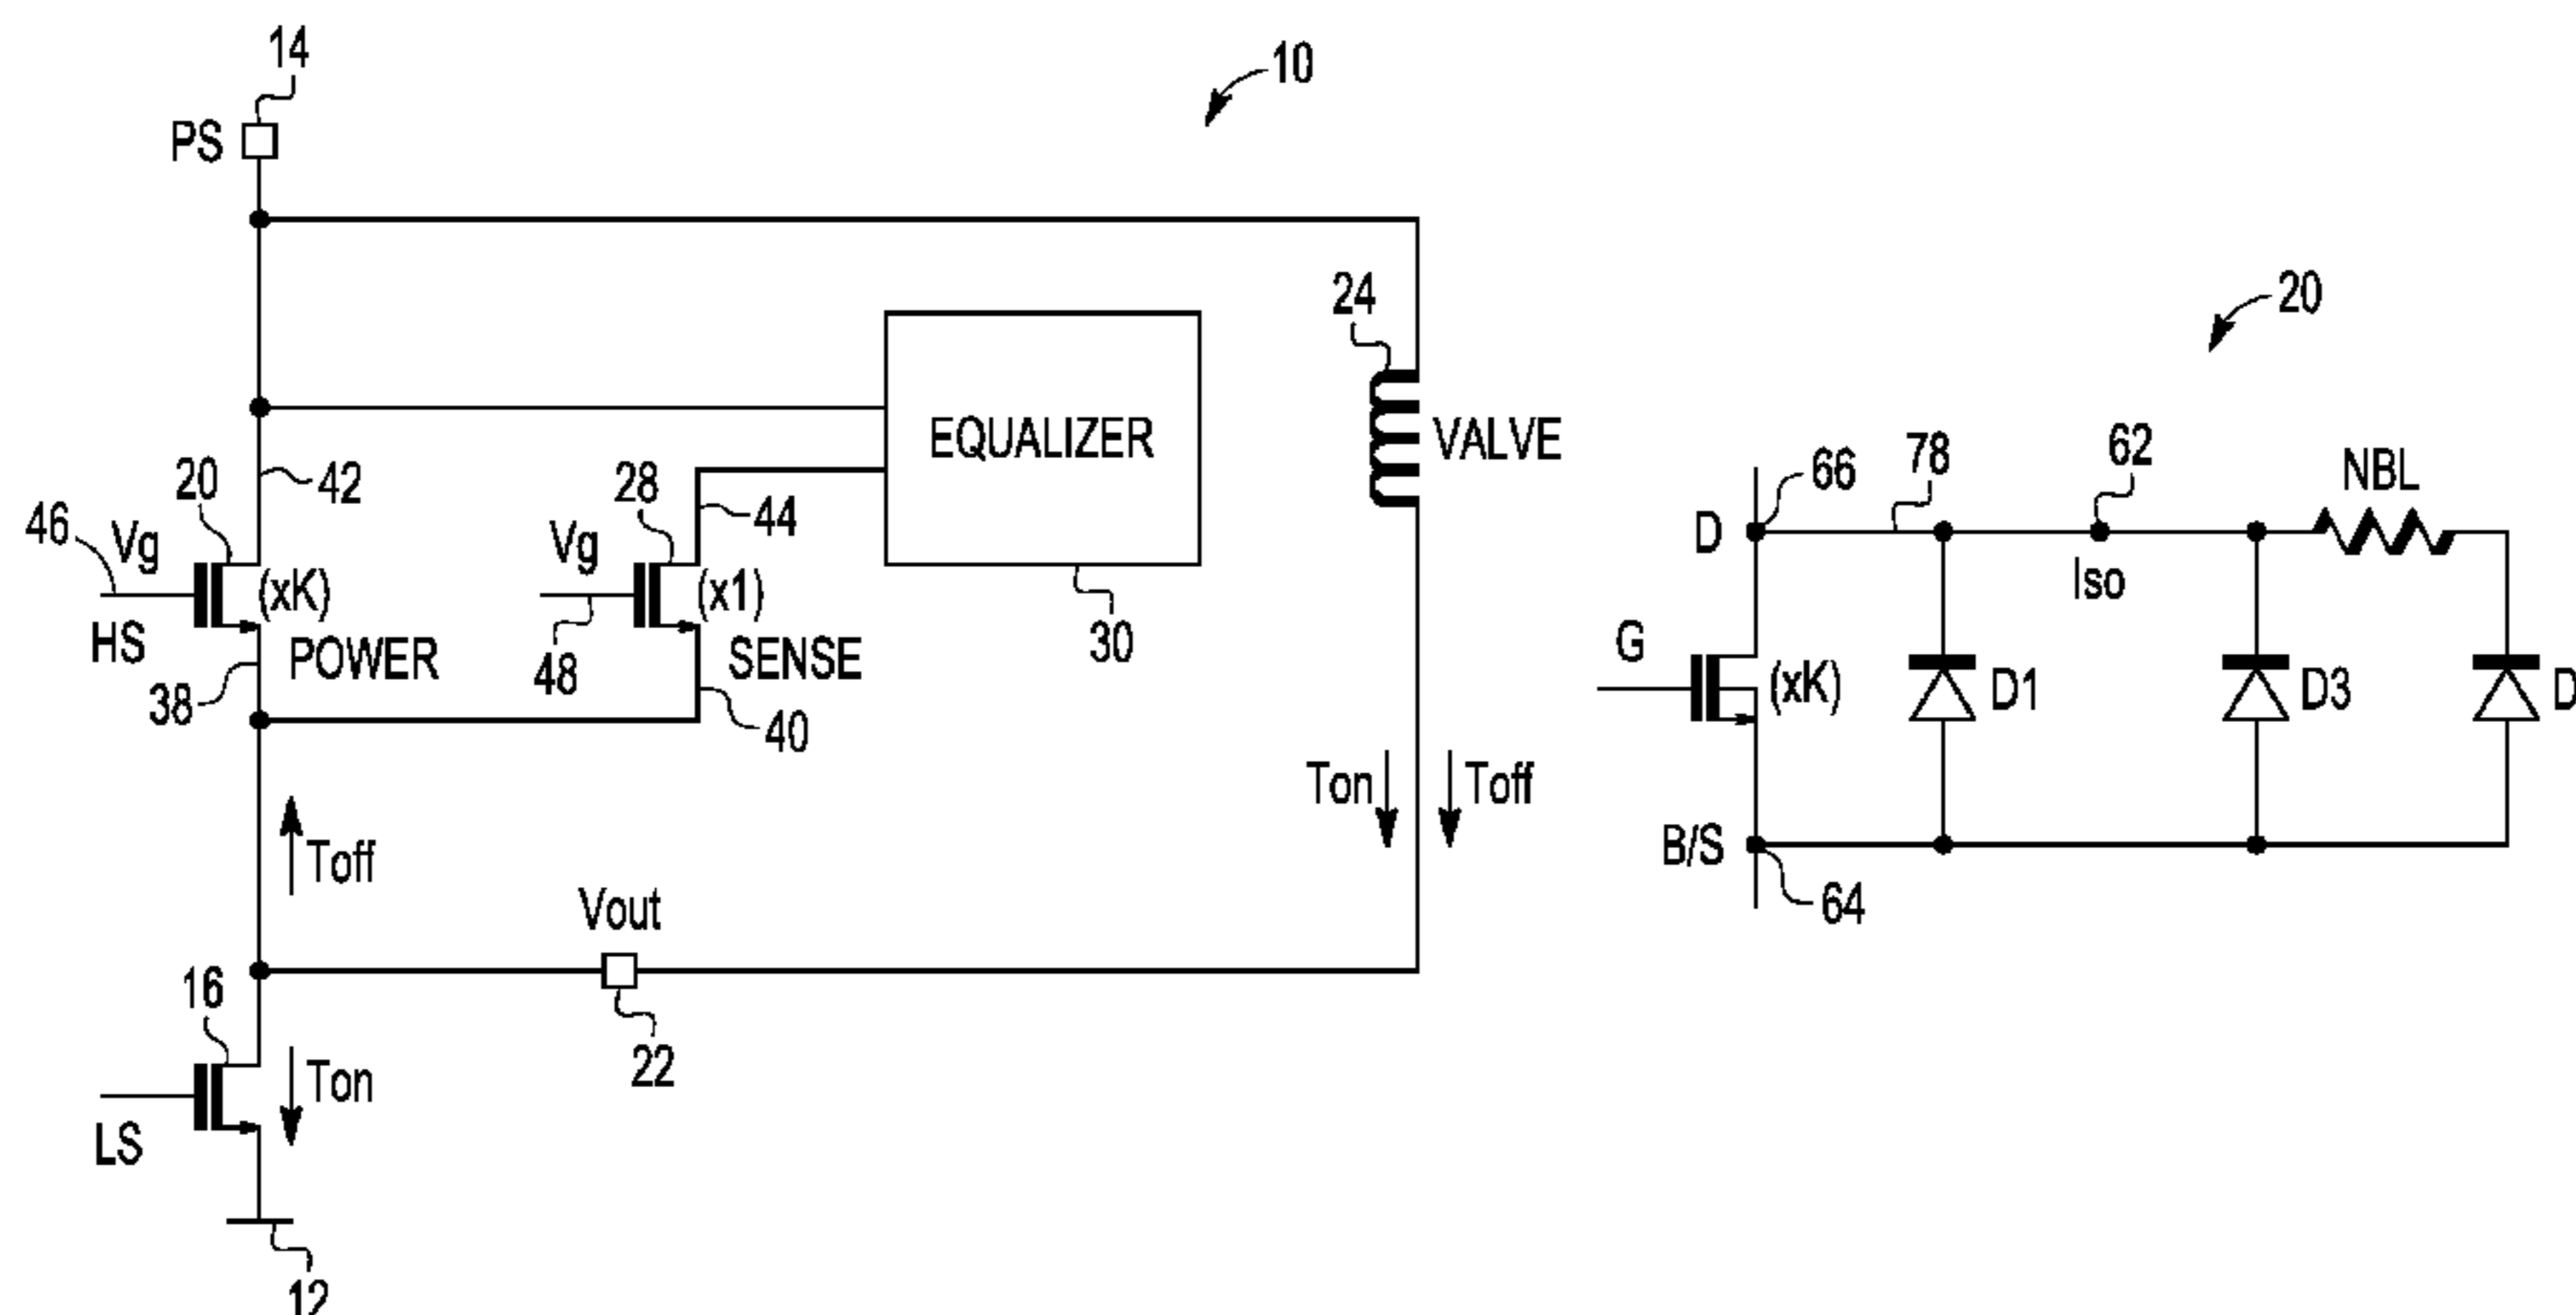 14
10
PS
24
EQUALIZER
VALVE
20
42
28
44
46
Vg
Vg
(xK)
(x1)
HS
POWER
48
SENSE
30
38
40
Ton
Toff
Toff
Vout
16
22
Ton
LS
12
20
66
78
62
NBL
D
Iso
G
(xK)
D1
D3
D
B/S
64